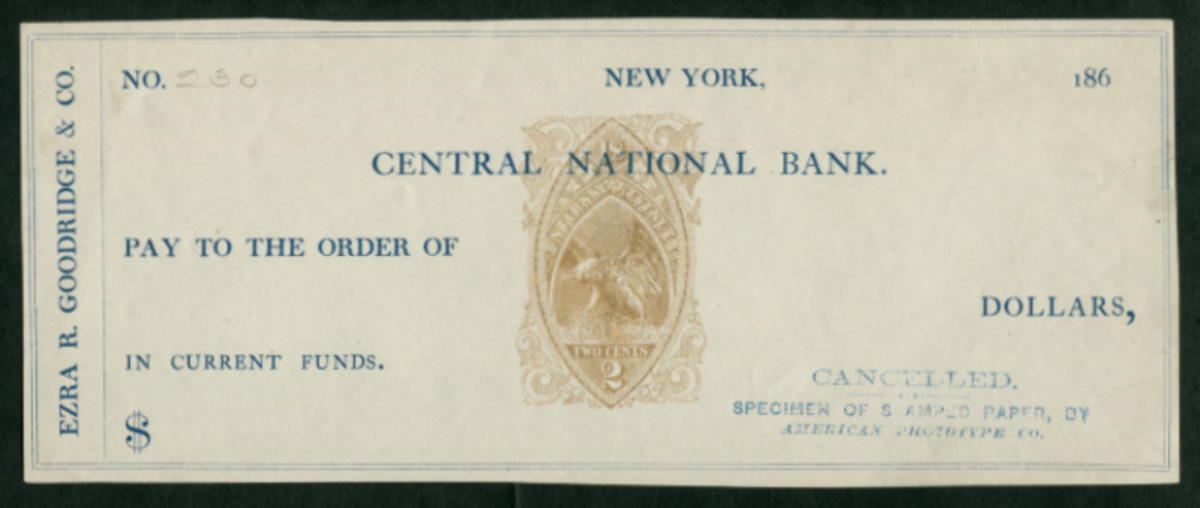 EZRA R. GOODRIDGE & CO.
NO. 230
NEW YORK,
186
CENTRAL NATIONAL BANK.
PAY TO THE ORDER OF
DOLLARS,
TWO CENTS
2
IN CURRENT FUNDS.
$
CANCELLED.
SPECIMEN OF STAMPED PAPER, BY
AMERICAN PHOTOTYPE CO.